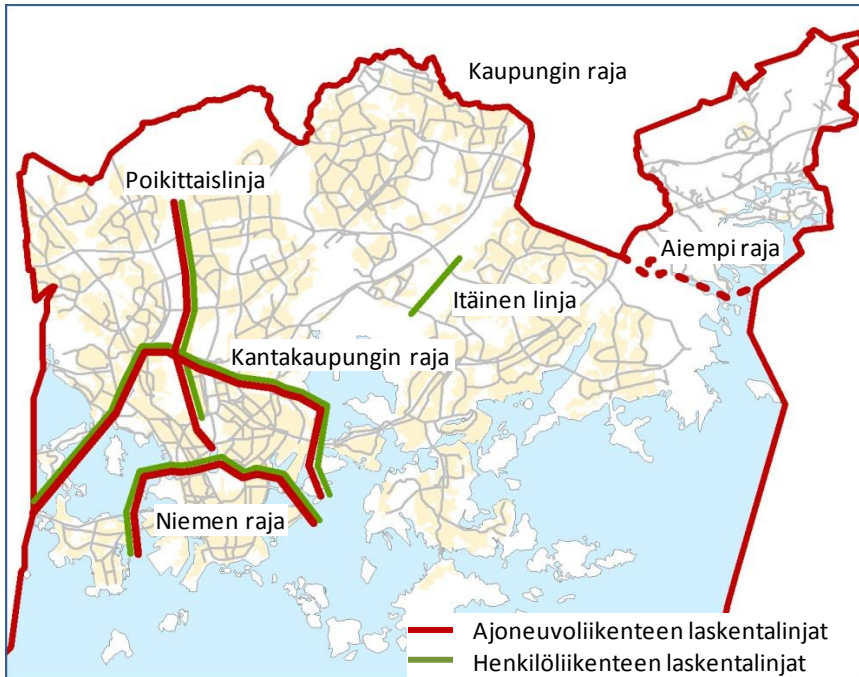 Kaupungin raja
Poikittaislinja
Aiempi raja
Itäinen linja
Kantakaupungin raja
Niemen raja
Ajoneuvoliikenteen laskentalinjat
Henkilöliikenteen laskentalinjat